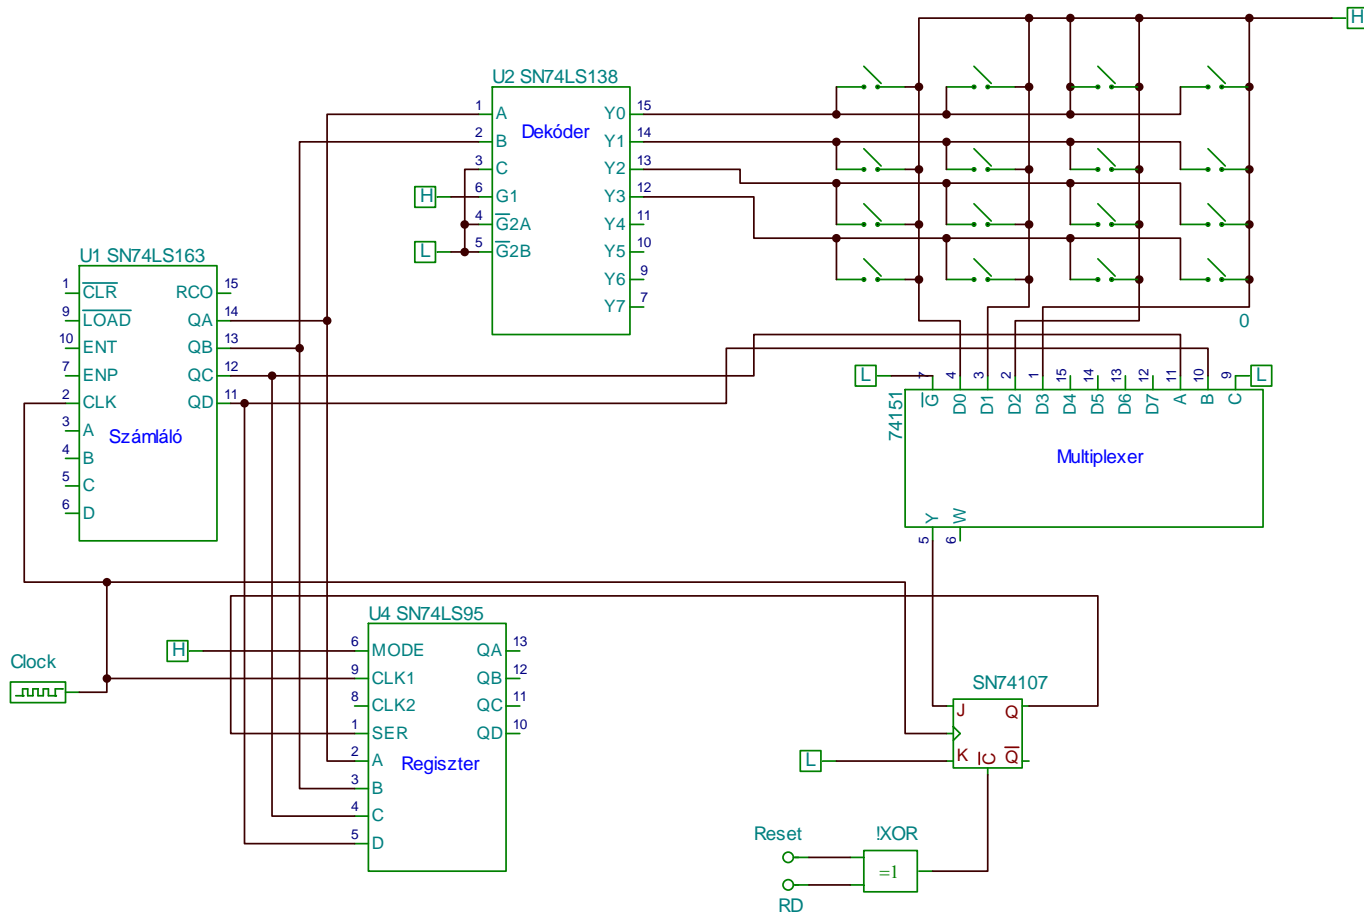 H
U2 SN74LS138
1 A Y0 15
2 B Dekóder Y1 14
3 C Y2 13
H 6 G1 Y3 12
4 G2A Y4 11
L 5 G2B Y5 10
Y6 9
Y7 7
U1 SN74LS163
1 CLR RCO 15
9 LOAD QA 14
10 ENT QB 13
7 ENP QC 12
2 CLK QD 11
3 A
Számláló
4 B
5 C
6 D
0
L 7 4 3 2 1 15 14 13 12 11 10 9 L
G D0 D1 D2 D3 D4 D5 D6 D7 A B C
74151
Multiplexer
Y W
5 6
U4 SN74LS95
H 6 MODE QA 13
9 CLK1 QB 12
8 CLK2 QC 11
1 SER QD 10
2 A Regiszter
3 B
4 C
5 D
Clock
SN74107
J Q
L K C Q
Reset !XOR
=1
RD